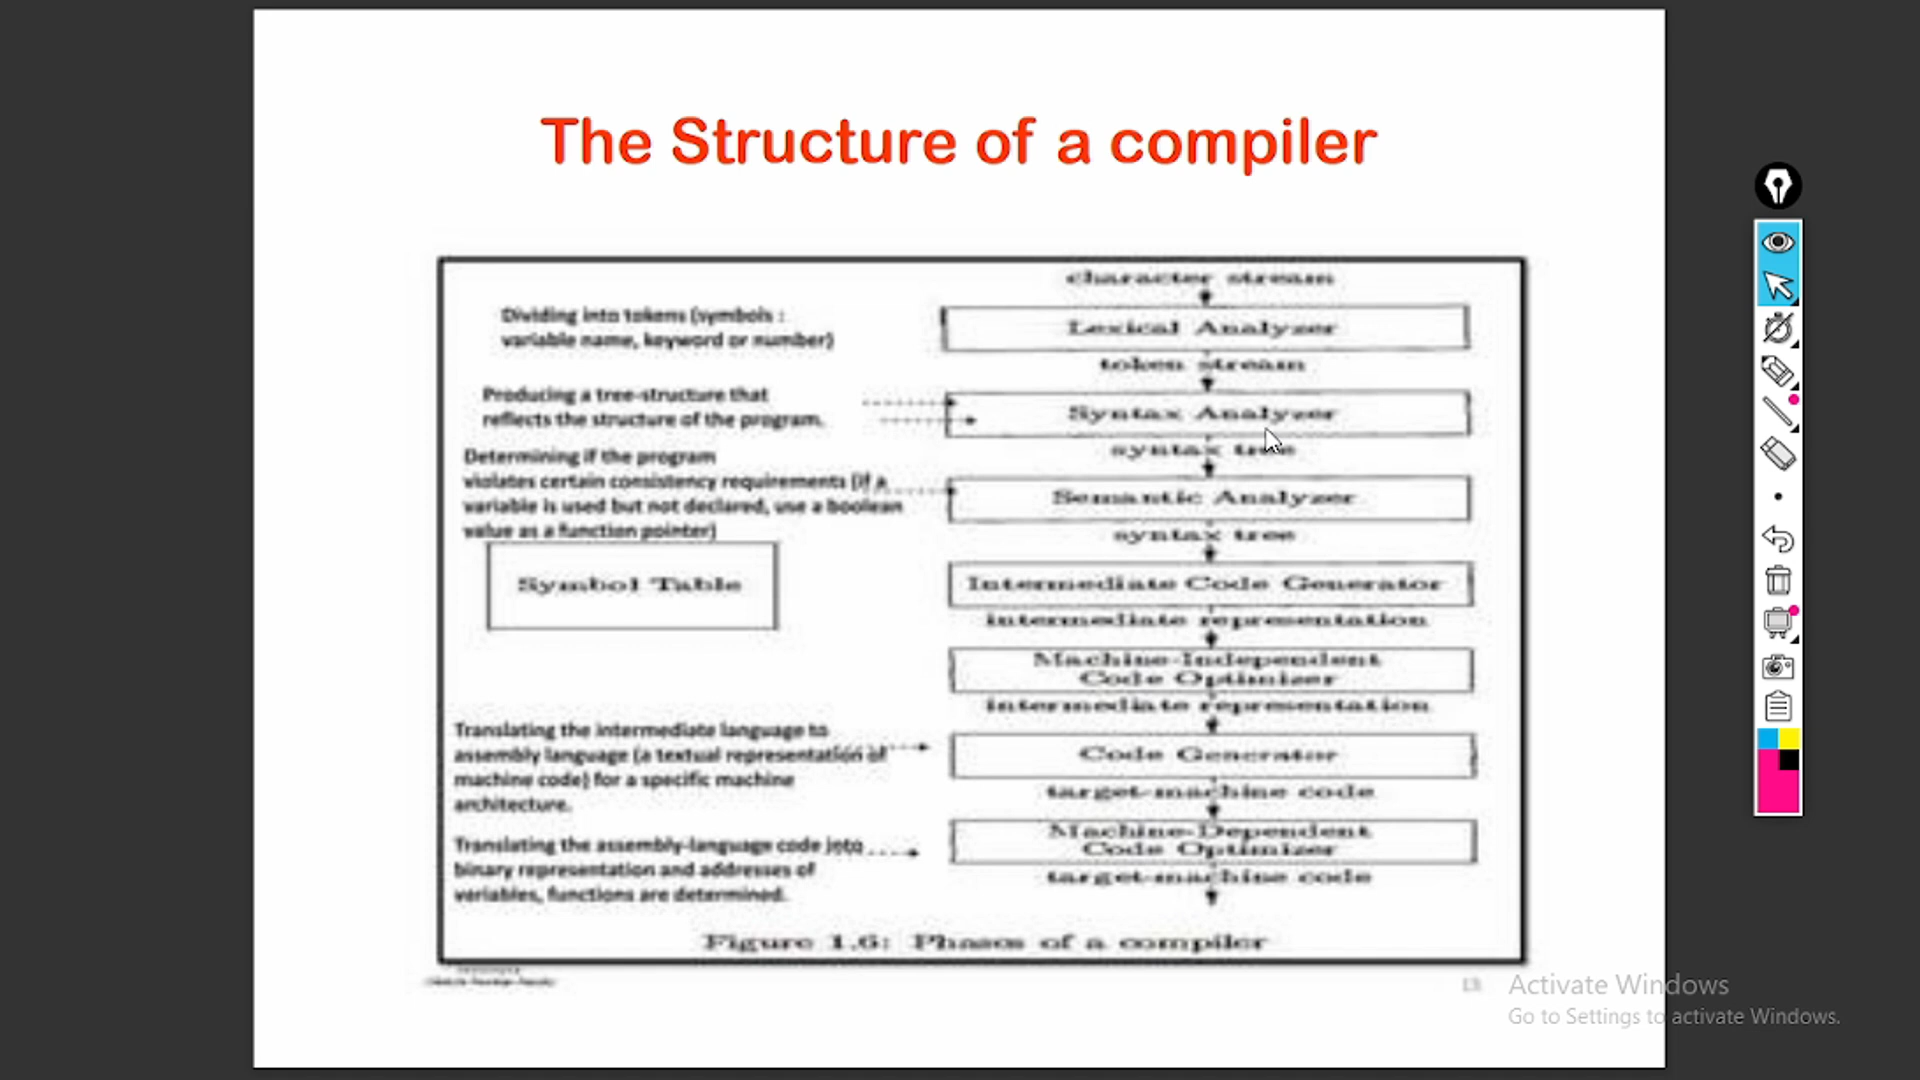 The Structure of a compiler
character stream
Dividing into tokens (symbols :
variable name, keyword or number)
Lexical Analyzer
token stream
Producing a tree-structure that
reflects the structure of the program.
Syntax Analyzer
syntax tree
Determining if the program
violates certain consistency requirements (if a
variable is used but not declared, use a boolean
value as a function pointer)
Semantic Analyzer
syntax tree
Symbol Table
Intermediate Code Generator
intermediate representation
Machine-Independent
Code Optimizer
intermediate representation
Translating the intermediate language to
assembly language (a textual representation of
machine code) for a specific machine
architecture.
Code Generator
target-machine code
Translating the assembly-language code into
binary representation and addresses of
variables, functions are determined.
Machine-Dependent
Code Optimizer
target-machine code
Figure 1.6: Phases of a compiler
13
Activate Windows
Go to Settings to activate Windows.